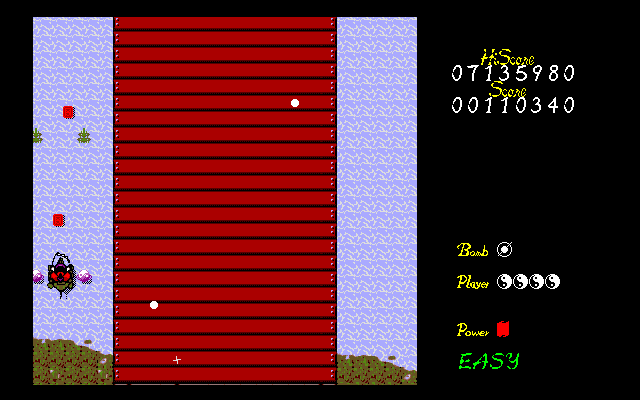 HiScore
07135980
Score
00110340
Bomb
Player
Power
EASY